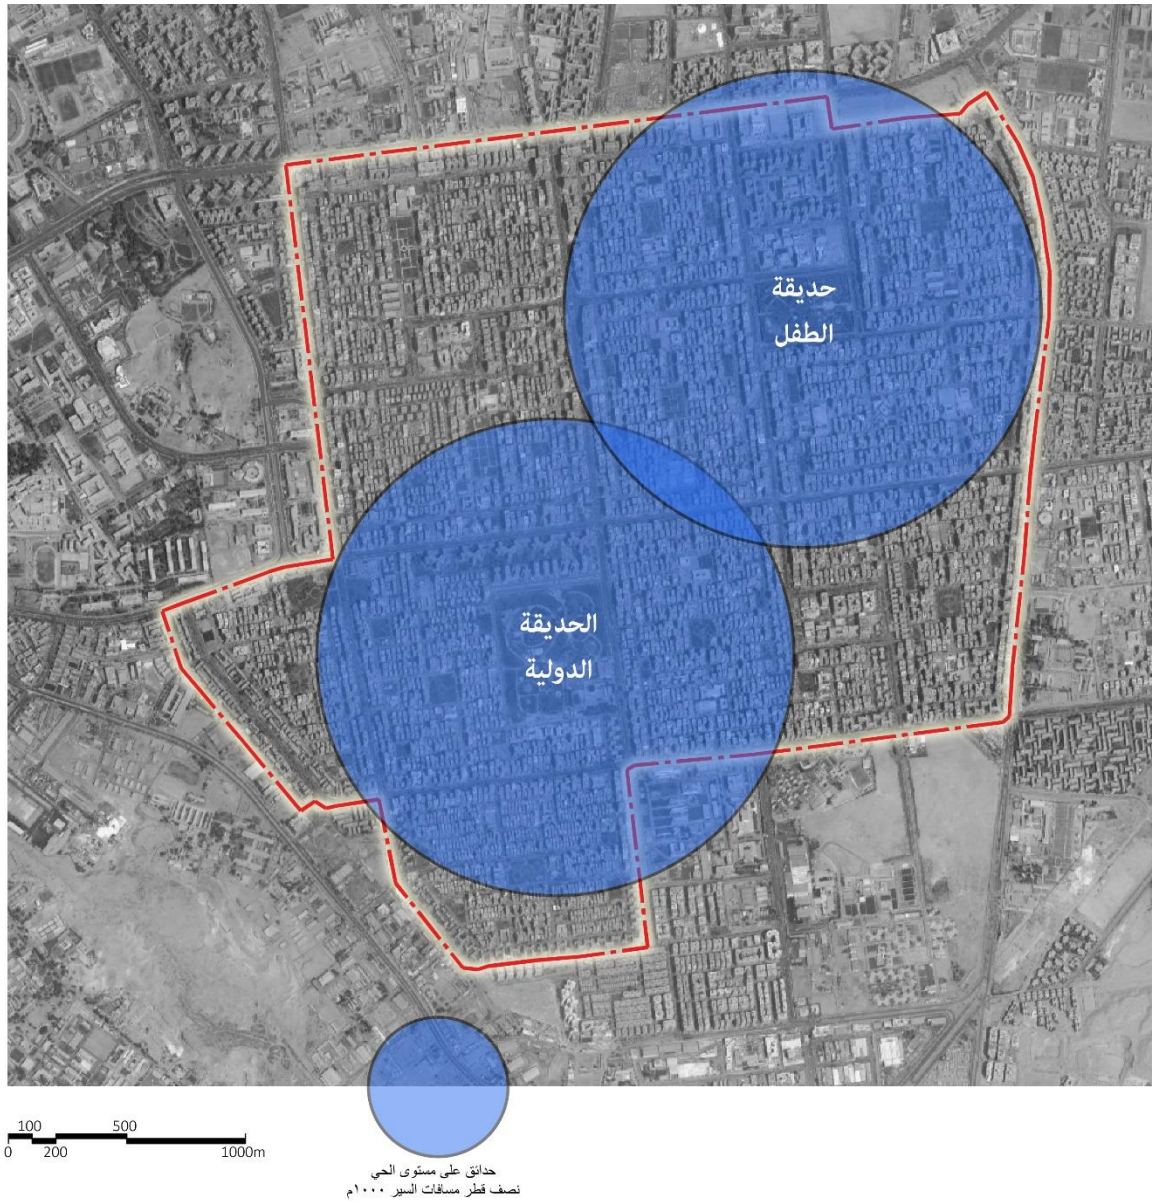 حديقة
الطفل
الحديقة
الدولية
100 500
0 200 1000m
حدائق على مستوى الحي
نصف قطر مسافات السير ١٠٠٠م